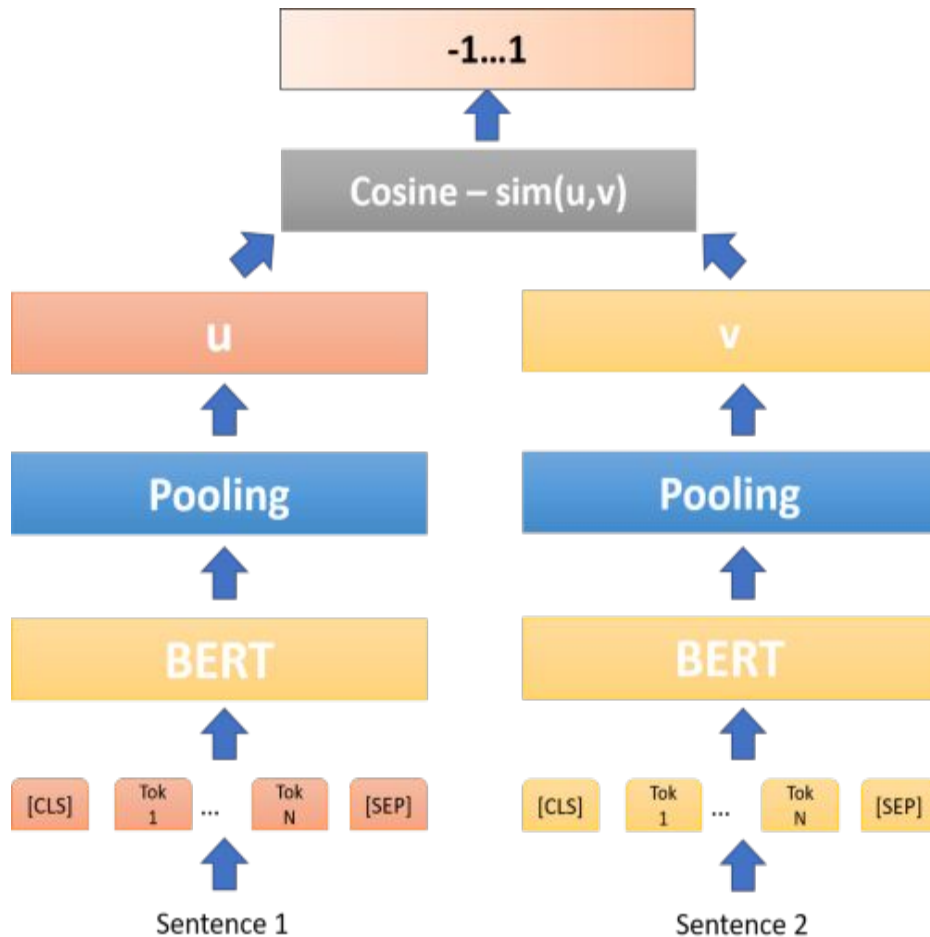 -1...1
Cosine – sim(u,v)
u
v
Pooling
Pooling
BERT
BERT
[CLS]
Tok
1
...
Tok
N
[SEP]
[CLS]
Tok
1
...
Tok
N
[SEP]
Sentence 1
Sentence 2